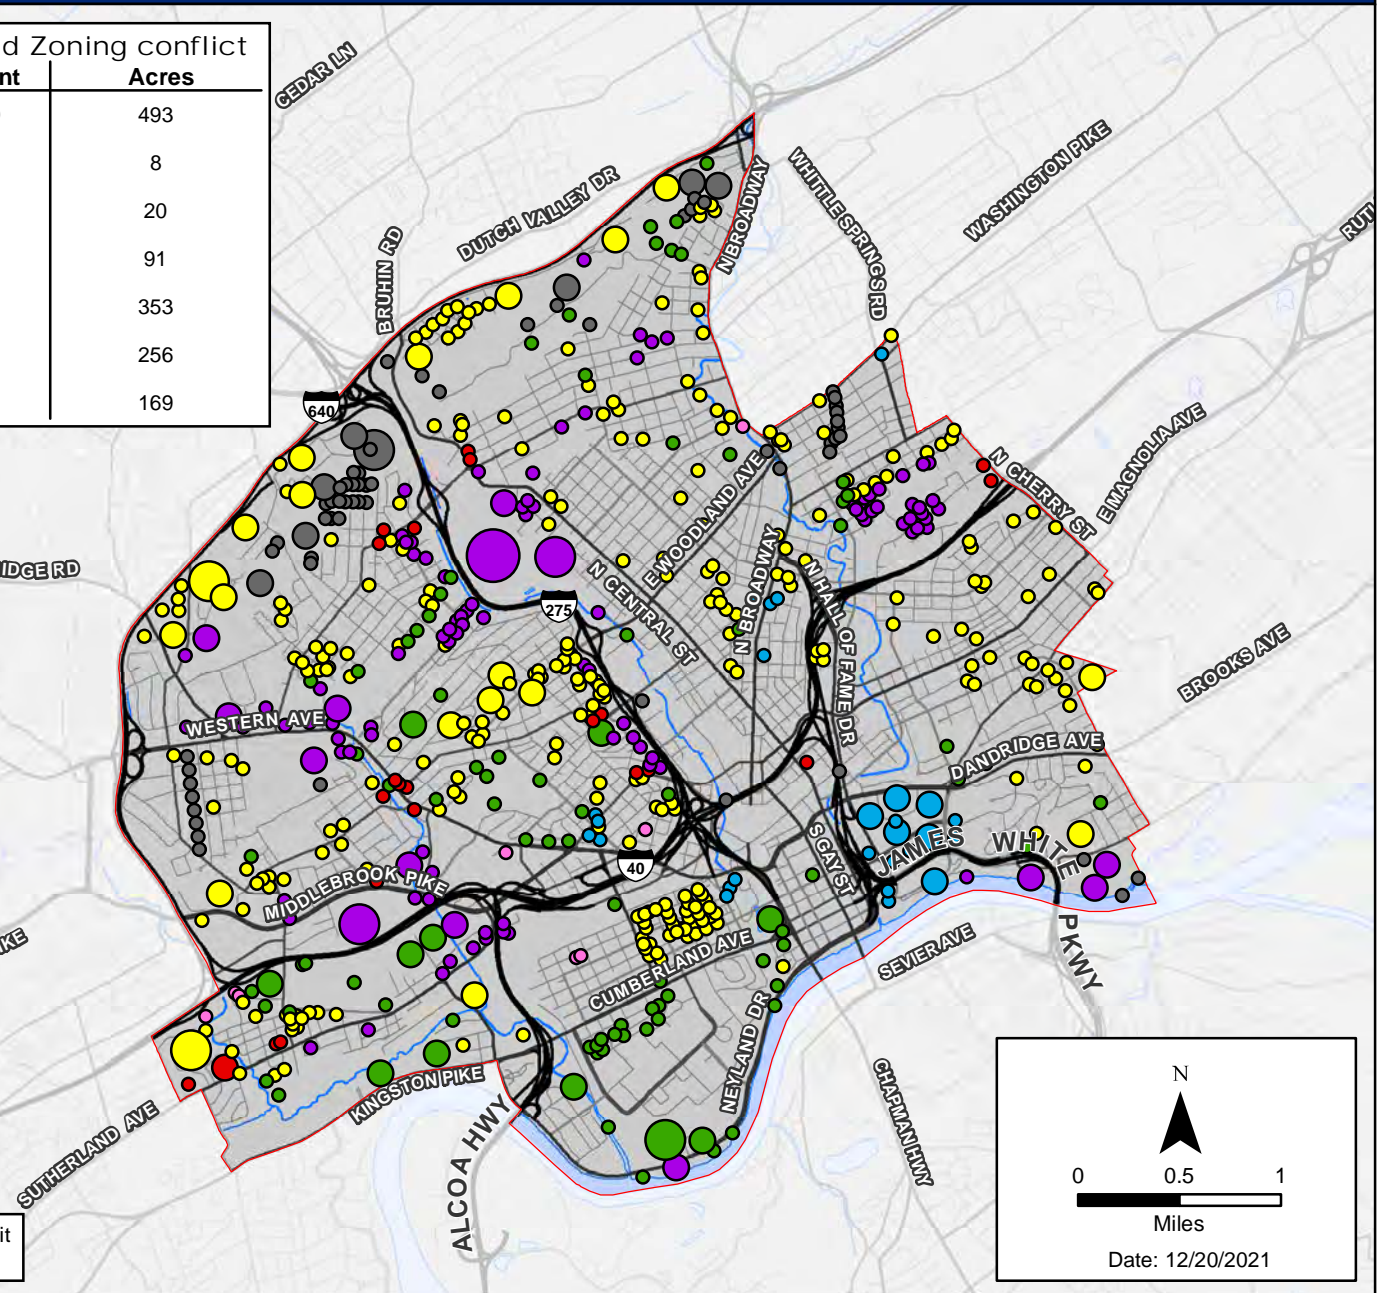 d Zoning conflict
nt Acres
493
8
20
91
353
256
169
CEDAR LN
DUTCH VALLEY DR
BRUHIN RD
N BROADWAY
WHITTLE SPRINGS RD
WASHINGTON PIKE
RUTL
640
E MAGNOLIA AVE
N CHERRY ST
E WOODLAND AVE
IDGE RD
275
N CENTRAL ST
N BROADWAY
N HALL OF FAME DR
BROOKS AVE
WESTERN AVE
DANDRIDGE AVE
S GAY ST
JAMES WHITE PKWY
40
MIDDLEBROOK PIKE
IKE
CUMBERLAND AVE
SEVIER AVE
NEYLAND DR
KINGSTON PIKE
SUTHERLAND AVE
ALCOA HWY
CHAPMAN HWY
it
N
0 0.5 1
Miles
Date: 12/20/2021